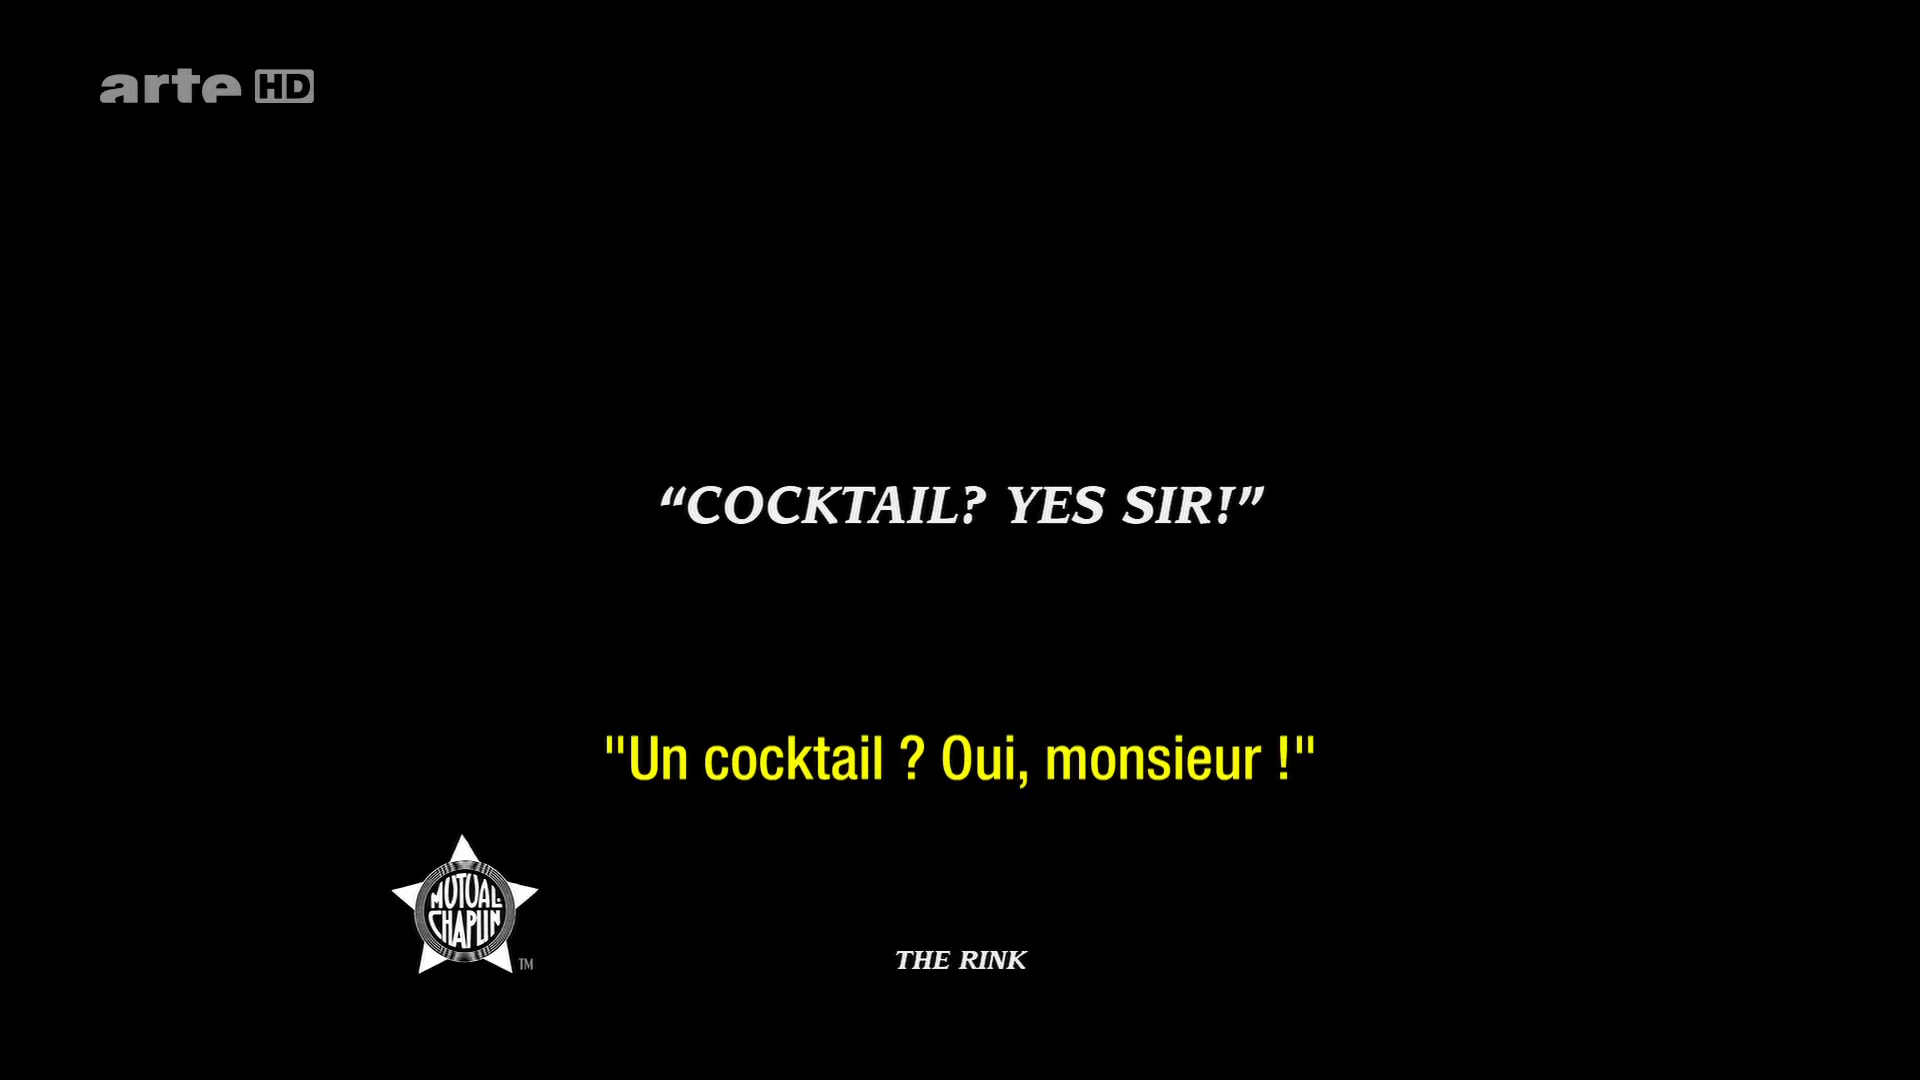 arte HD
“COCKTAIL? YES SIR!”
"Un cocktail ? Oui, monsieur !"
MUTUAL-
CHAPLIN
TM
THE RINK